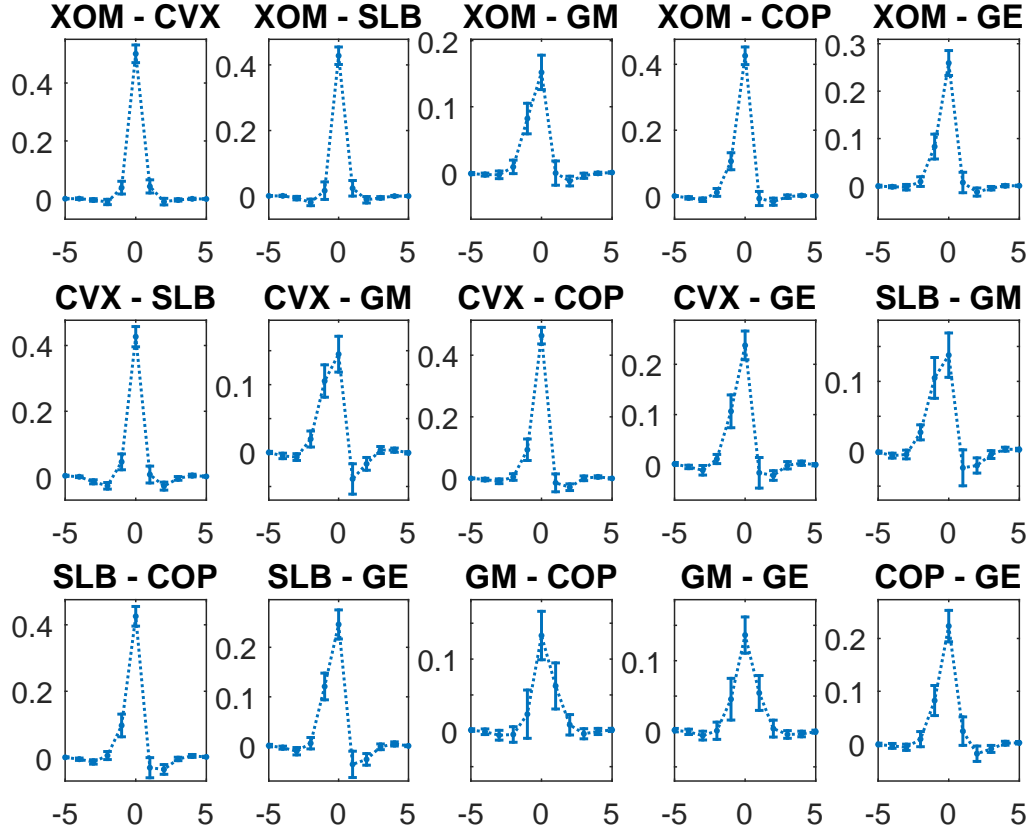 XOM - CVX XOM - SLB XOM - GM XOM - COP XOM - GE
0.4 0.4 0.2 0.4 0.3
0.2 0.2 0.1 0.2 0.2
0.1
0 0 0 0 0
-5 0 5 -5 0 5 -5 0 5 -5 0 5 -5 0 5
CVX - SLB CVX - GM CVX - COP CVX - GE SLB - GM
0.4 0.1 0.4 0.2 0.1
0.2 0.2
0 0 0 0 0
-5 0 5 -5 0 5 -5 0 5 -5 0 5 -5 0 5
SLB - COP SLB - GE GM - COP GM - GE COP - GE
0.4 0.2 0.1 0.1 0.2
0.2 0.1 0.1
0 0 0 0 0
-5 0 5 -5 0 5 -5 0 5 -5 0 5 -5 0 5